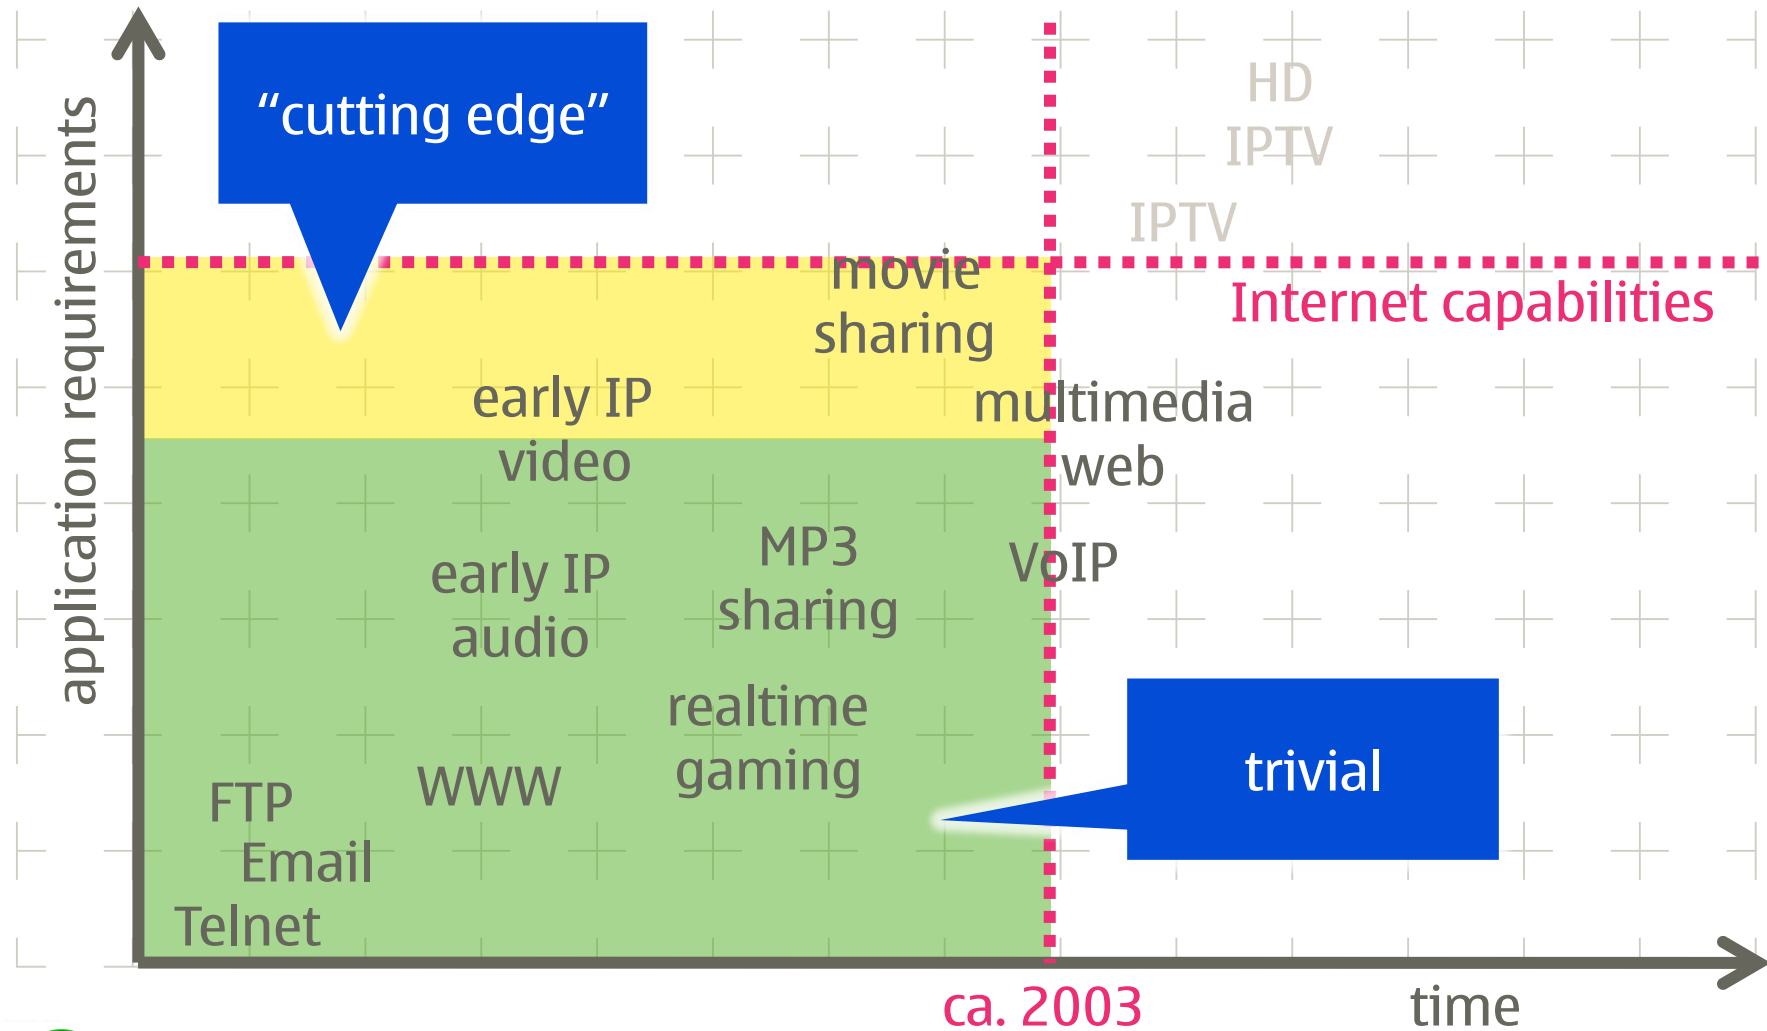 “cutting edge”
HD
IPTV
IPTV
application requirements
movie
sharing
Internet capabilities
early IP
video
multimedia
web
MP3
sharing
VoIP
early IP
audio
realtime
gaming
trivial
WWW
FTP
Email
Telnet
ca. 2003
time